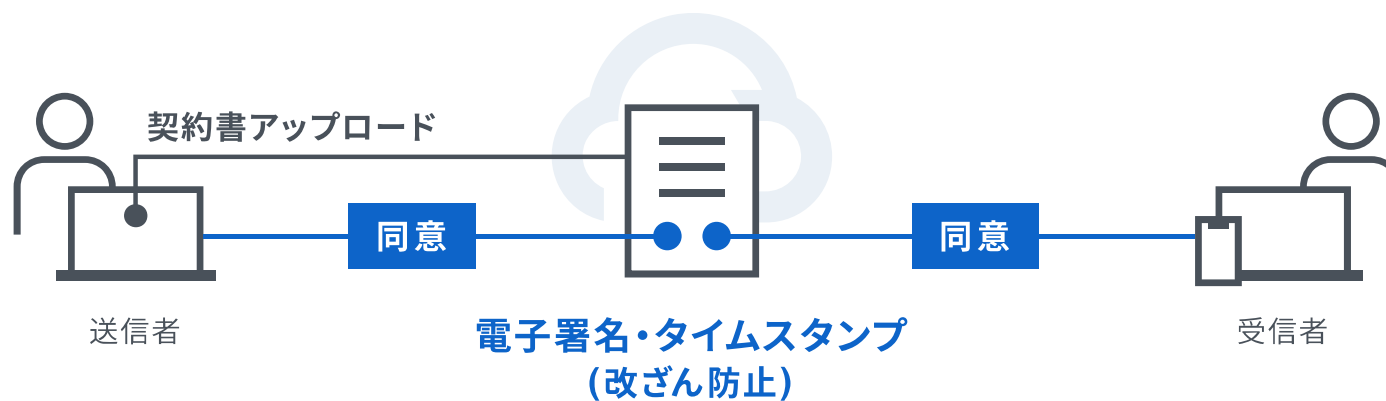 契約書アップロード
同意
同意
送信者
電子署名・タイムスタンプ
(改ざん防止)
受信者